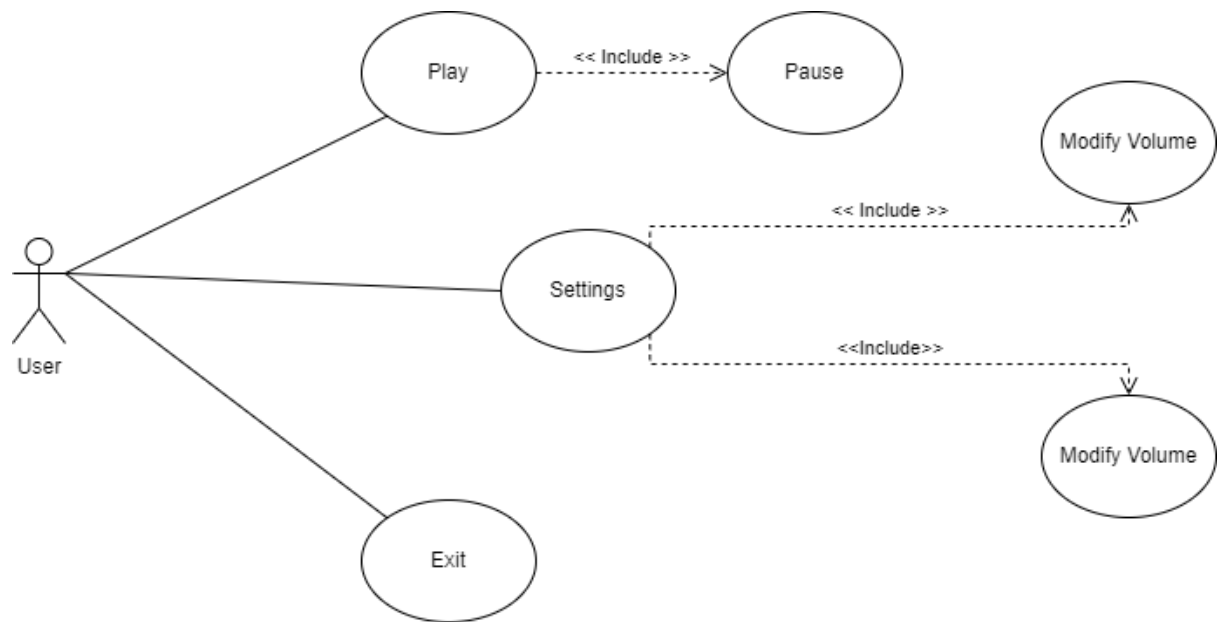 Play
<< Include >>
Pause
Modify Volume
<< Include >>
Settings
<<Include>>
User
Modify Volume
Exit